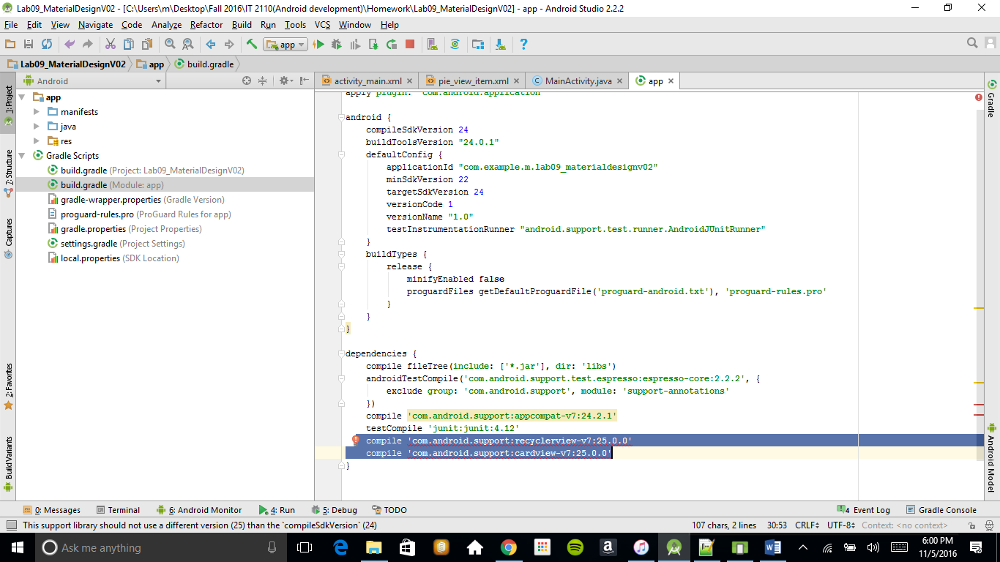 Lab09_MaterialDesignV02 - [C:\Users\m\Desktop\Fall 2016\IT 2110(Android development)\Homework\Lab09_MaterialDesignV02] - app - Android Studio 2.2.2
File Edit View Navigate Code Analyze Refactor Build Run Tools VCS Window Help
app
Lab09_MaterialDesignV02 app build.gradle
Android
activity_main.xml pie_view_item.xml MainActivity.java app
1: Project
7: Structure
Captures
2: Favorites
Build Variants
app
manifests
java
res
Gradle Scripts
build.gradle (Project: Lab09_MaterialDesignV02)
build.gradle (Module: app)
gradle-wrapper.properties (Gradle Version)
proguard-rules.pro (ProGuard Rules for app)
gradle.properties (Project Properties)
settings.gradle (Project Settings)
local.properties (SDK Location)
apply plugin: 'com.android.application'
android {
compileSdkVersion 24
buildToolsVersion "24.0.1"
defaultConfig {
applicationId "com.example.m.lab09_materialdesignv02"
minSdkVersion 22
targetSdkVersion 24
versionCode 1
versionName "1.0"
testInstrumentationRunner "android.support.test.runner.AndroidJUnitRunner"
}
buildTypes {
release {
minifyEnabled false
proguardFiles getDefaultProguardFile('proguard-android.txt'), 'proguard-rules.pro'
}
}
}
dependencies {
compile fileTree(include: ['*.jar'], dir: 'libs')
androidTestCompile('com.android.support.test.espresso:espresso-core:2.2.2', {
exclude group: 'com.android.support', module: 'support-annotations'
})
compile 'com.android.support:appcompat-v7:24.2.1'
testCompile 'junit:junit:4.12'
compile 'com.android.support:recyclerview-v7:25.0.0'
compile 'com.android.support:cardview-v7:25.0.0'
}
Gradle
Android Model
0: Messages Terminal 6: Android Monitor 4: Run 5: Debug TODO 4 Event Log Gradle Console
This support library should not use a different version (25) than the `compileSdkVersion` (24) 107 chars, 2 lines 30:53 CRLF UTF-8 Context: <no context>
Ask me anything
6:00 PM
11/5/2016